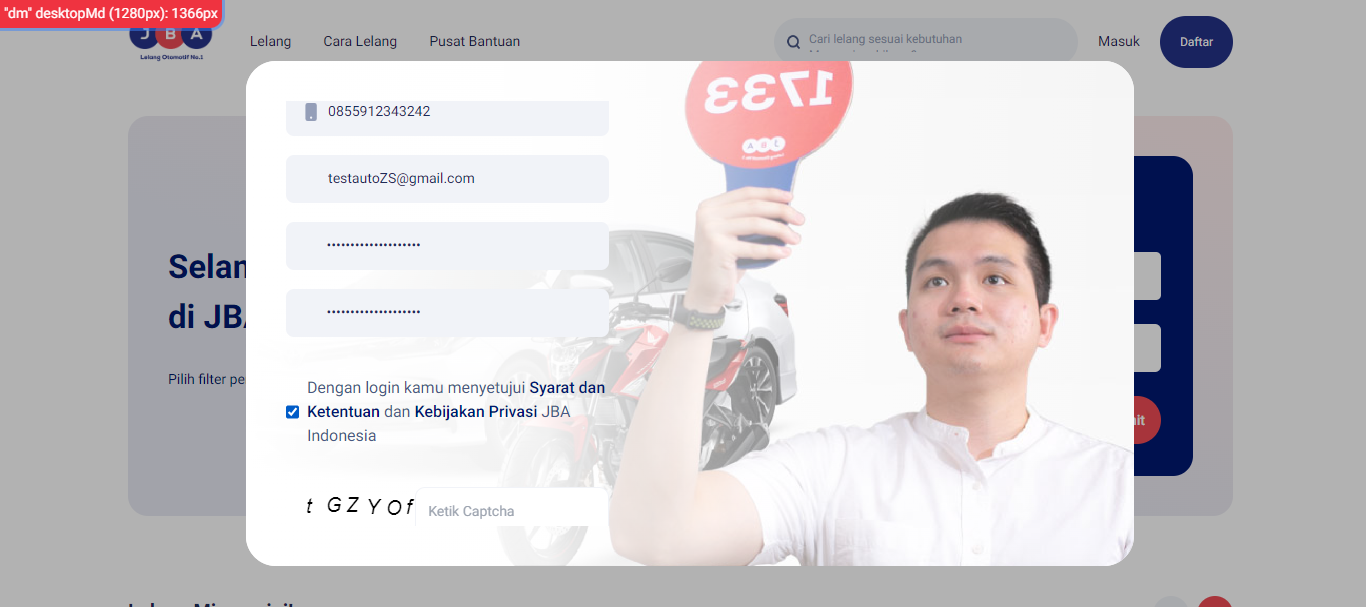 "dm" desktopMd (1280px): 1366px
JBA
Lelang Otomotif No.1
Lelang
Cara Lelang
Pusat Bantuan
Cari lelang sesuai kebutuhan
Masuk
Daftar
1733
0855912343242
testautoZS@gmail.com
Selam
di JBA
Pilih filter pe
Dengan login kamu menyetujui Syarat dan
Ketentuan dan Kebijakan Privasi JBA
Indonesia
t GZYOf
Ketik Captcha